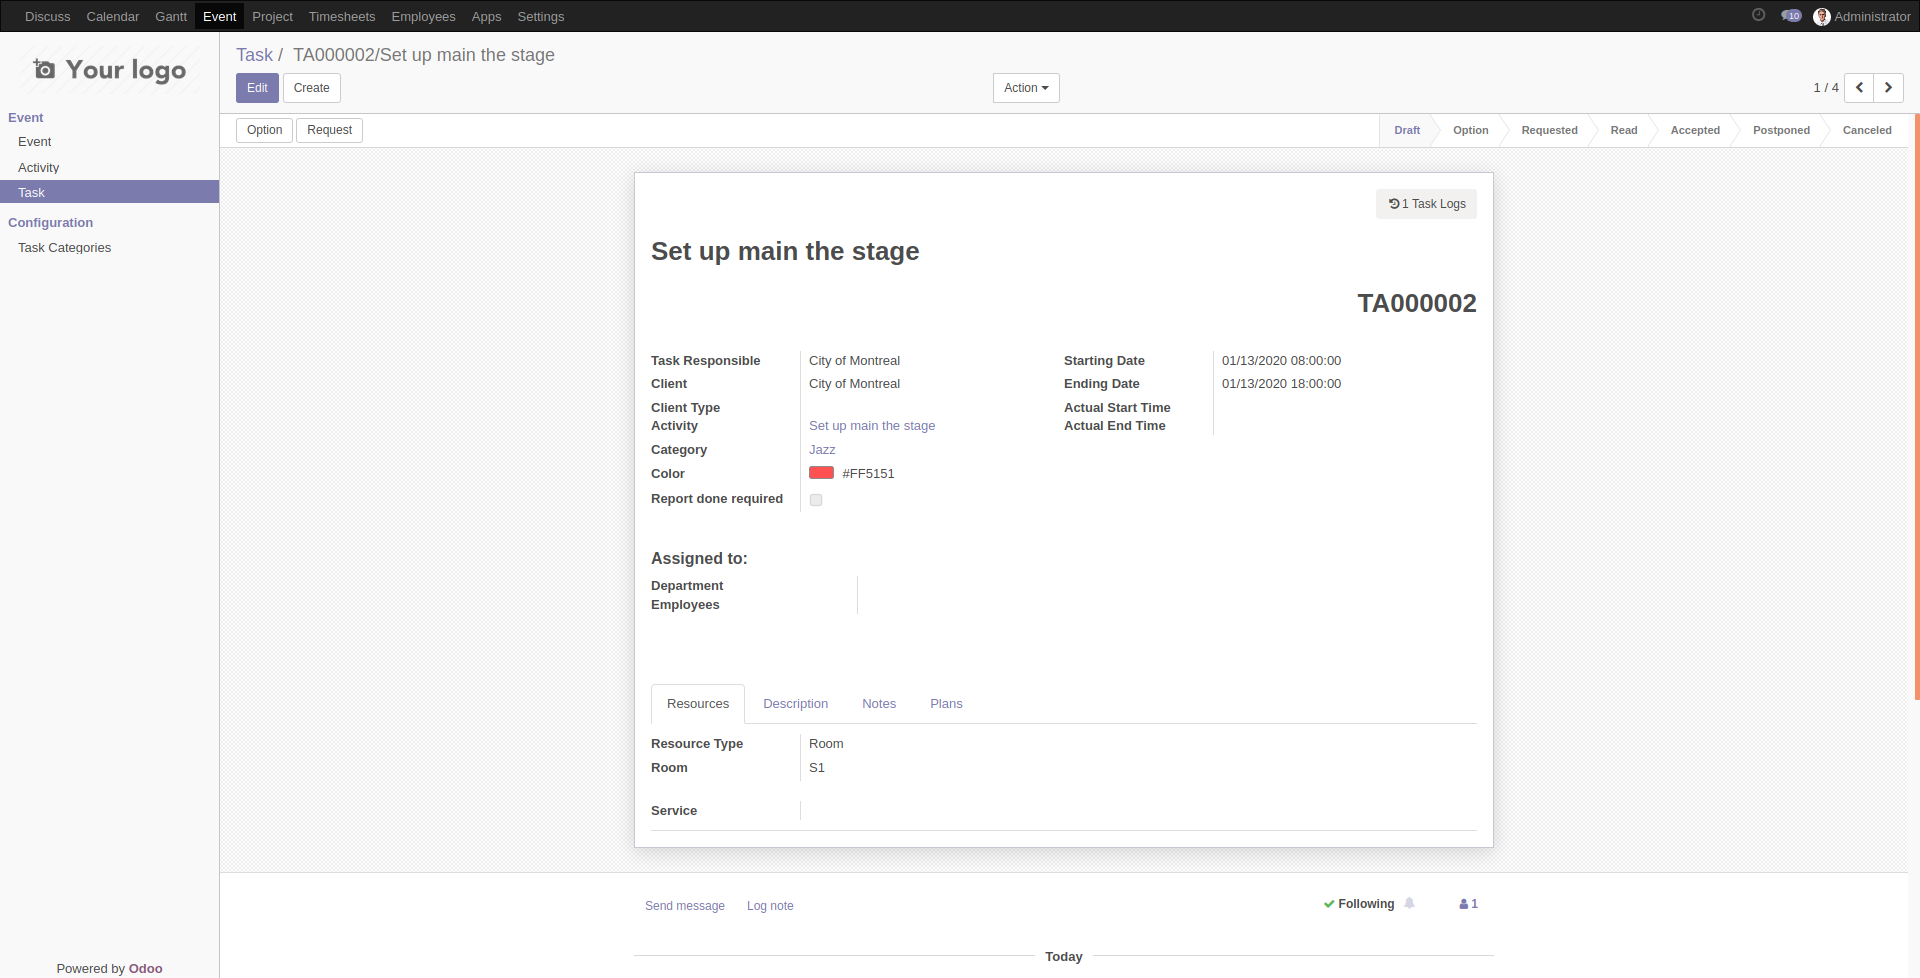 Discuss Calendar Gantt Event Project Timesheets Employees Apps Settings 10 Administrator
Your logo
Task / TA000002/Set up main the stage
Edit Create Action 1 / 4
Event
Event
Activity
Task
Configuration
Task Categories
Option Request Draft Option Requested Read Accepted Postponed Canceled
1 Task Logs
Set up main the stage
TA000002
Task Responsible City of Montreal Starting Date 01/13/2020 08:00:00
Client City of Montreal Ending Date 01/13/2020 18:00:00
Client Type Actual Start Time
Activity Set up main the stage Actual End Time
Category Jazz
Color #FF5151
Report done required
Assigned to:
Department
Employees
Resources Description Notes Plans
Resource Type Room
Room S1
Service
Send message Log note Following 1
Today
Powered by Odoo